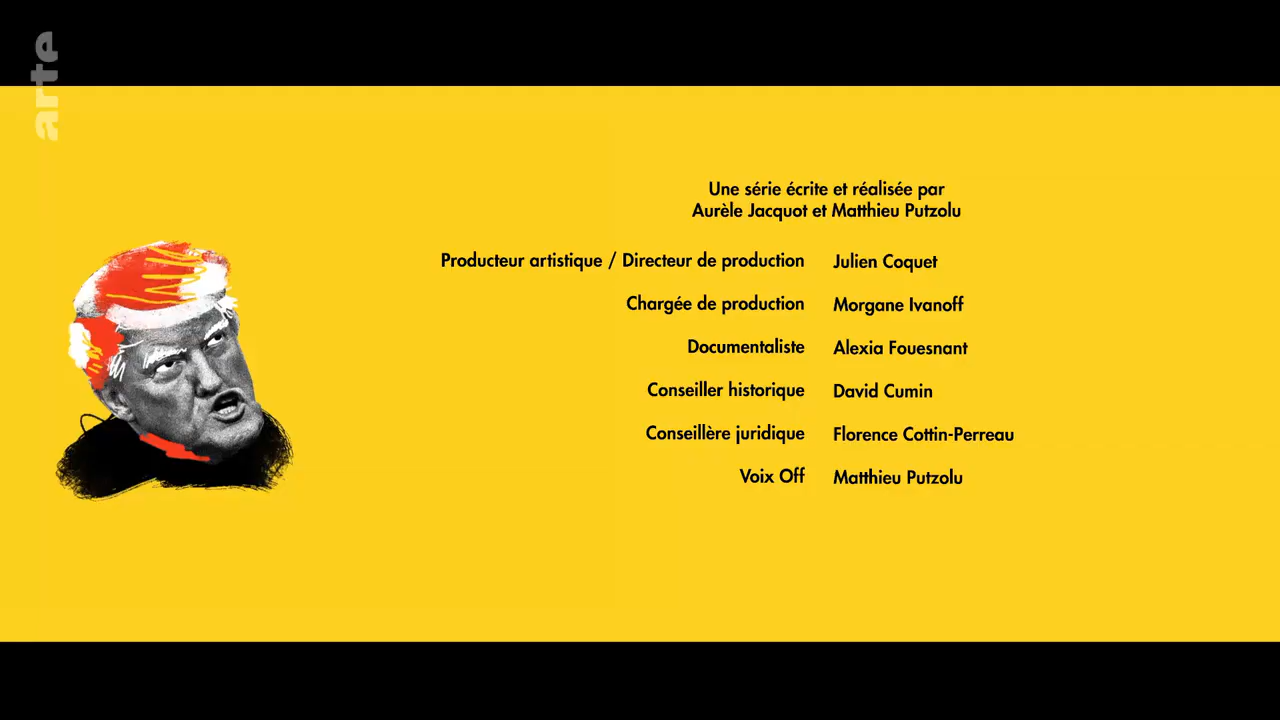 arte
Une série écrite et réalisée par
Aurèle Jacquot et Matthieu Putzolu
Producteur artistique / Directeur de production Julien Coquet
Chargée de production Morgane Ivanoff
Documentaliste Alexia Fouesnant
Conseiller historique David Cumin
Conseillère juridique Florence Cottin-Perreau
Voix Off Matthieu Putzolu